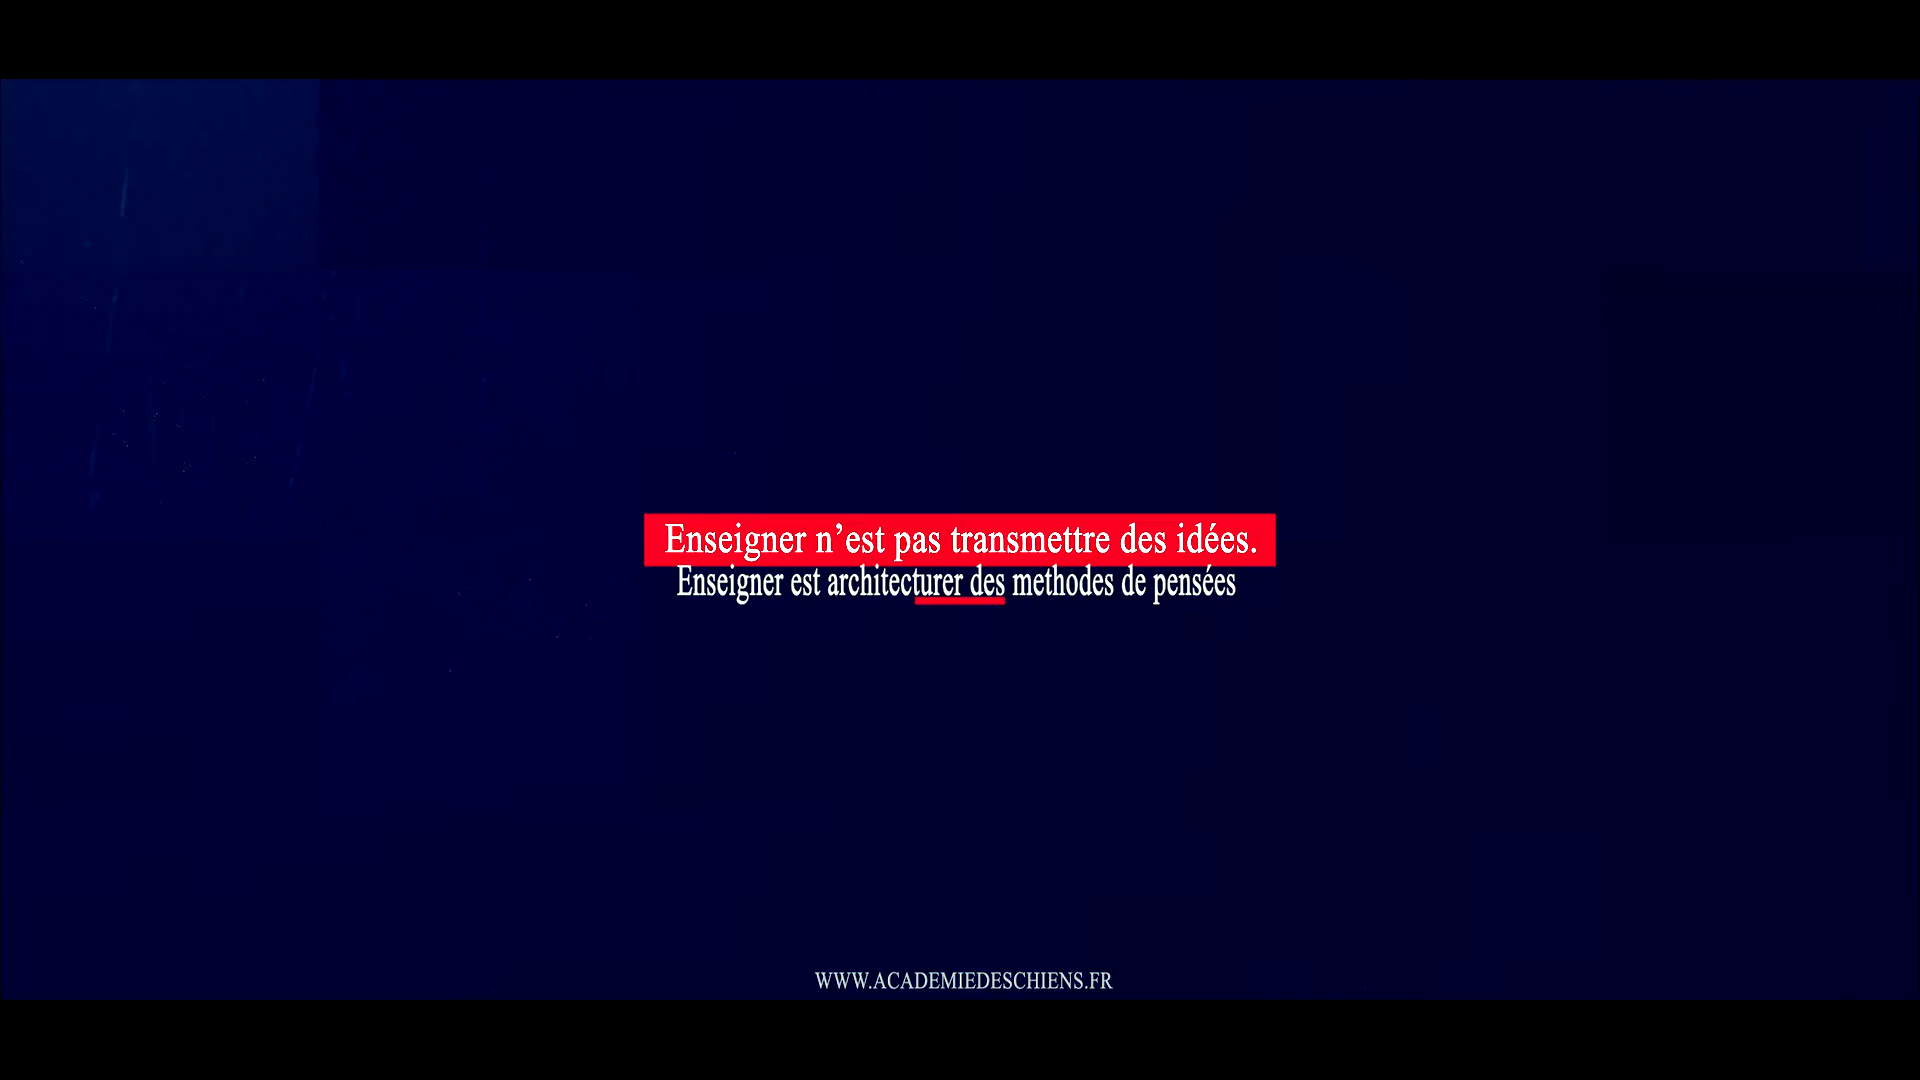 Enseigner n’est pas transmettre des idées.
Enseigner est architecturer des methodes de pensées
WWW.ACADEMIEDESCHIENS.FR